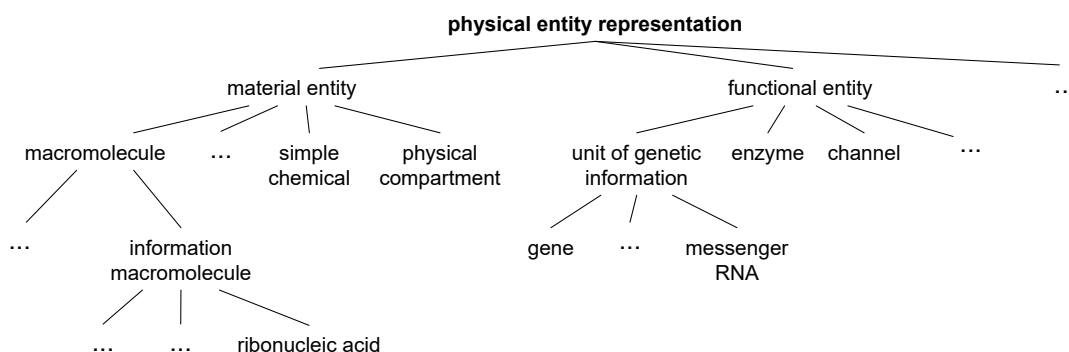 physical entity representation
material entity
functional entity
..
macromolecule
...
simple
chemical
physical
compartment
unit of genetic
information
enzyme
channel
...
...
information
macromolecule
gene
...
messenger
RNA
...
...
ribonucleic acid